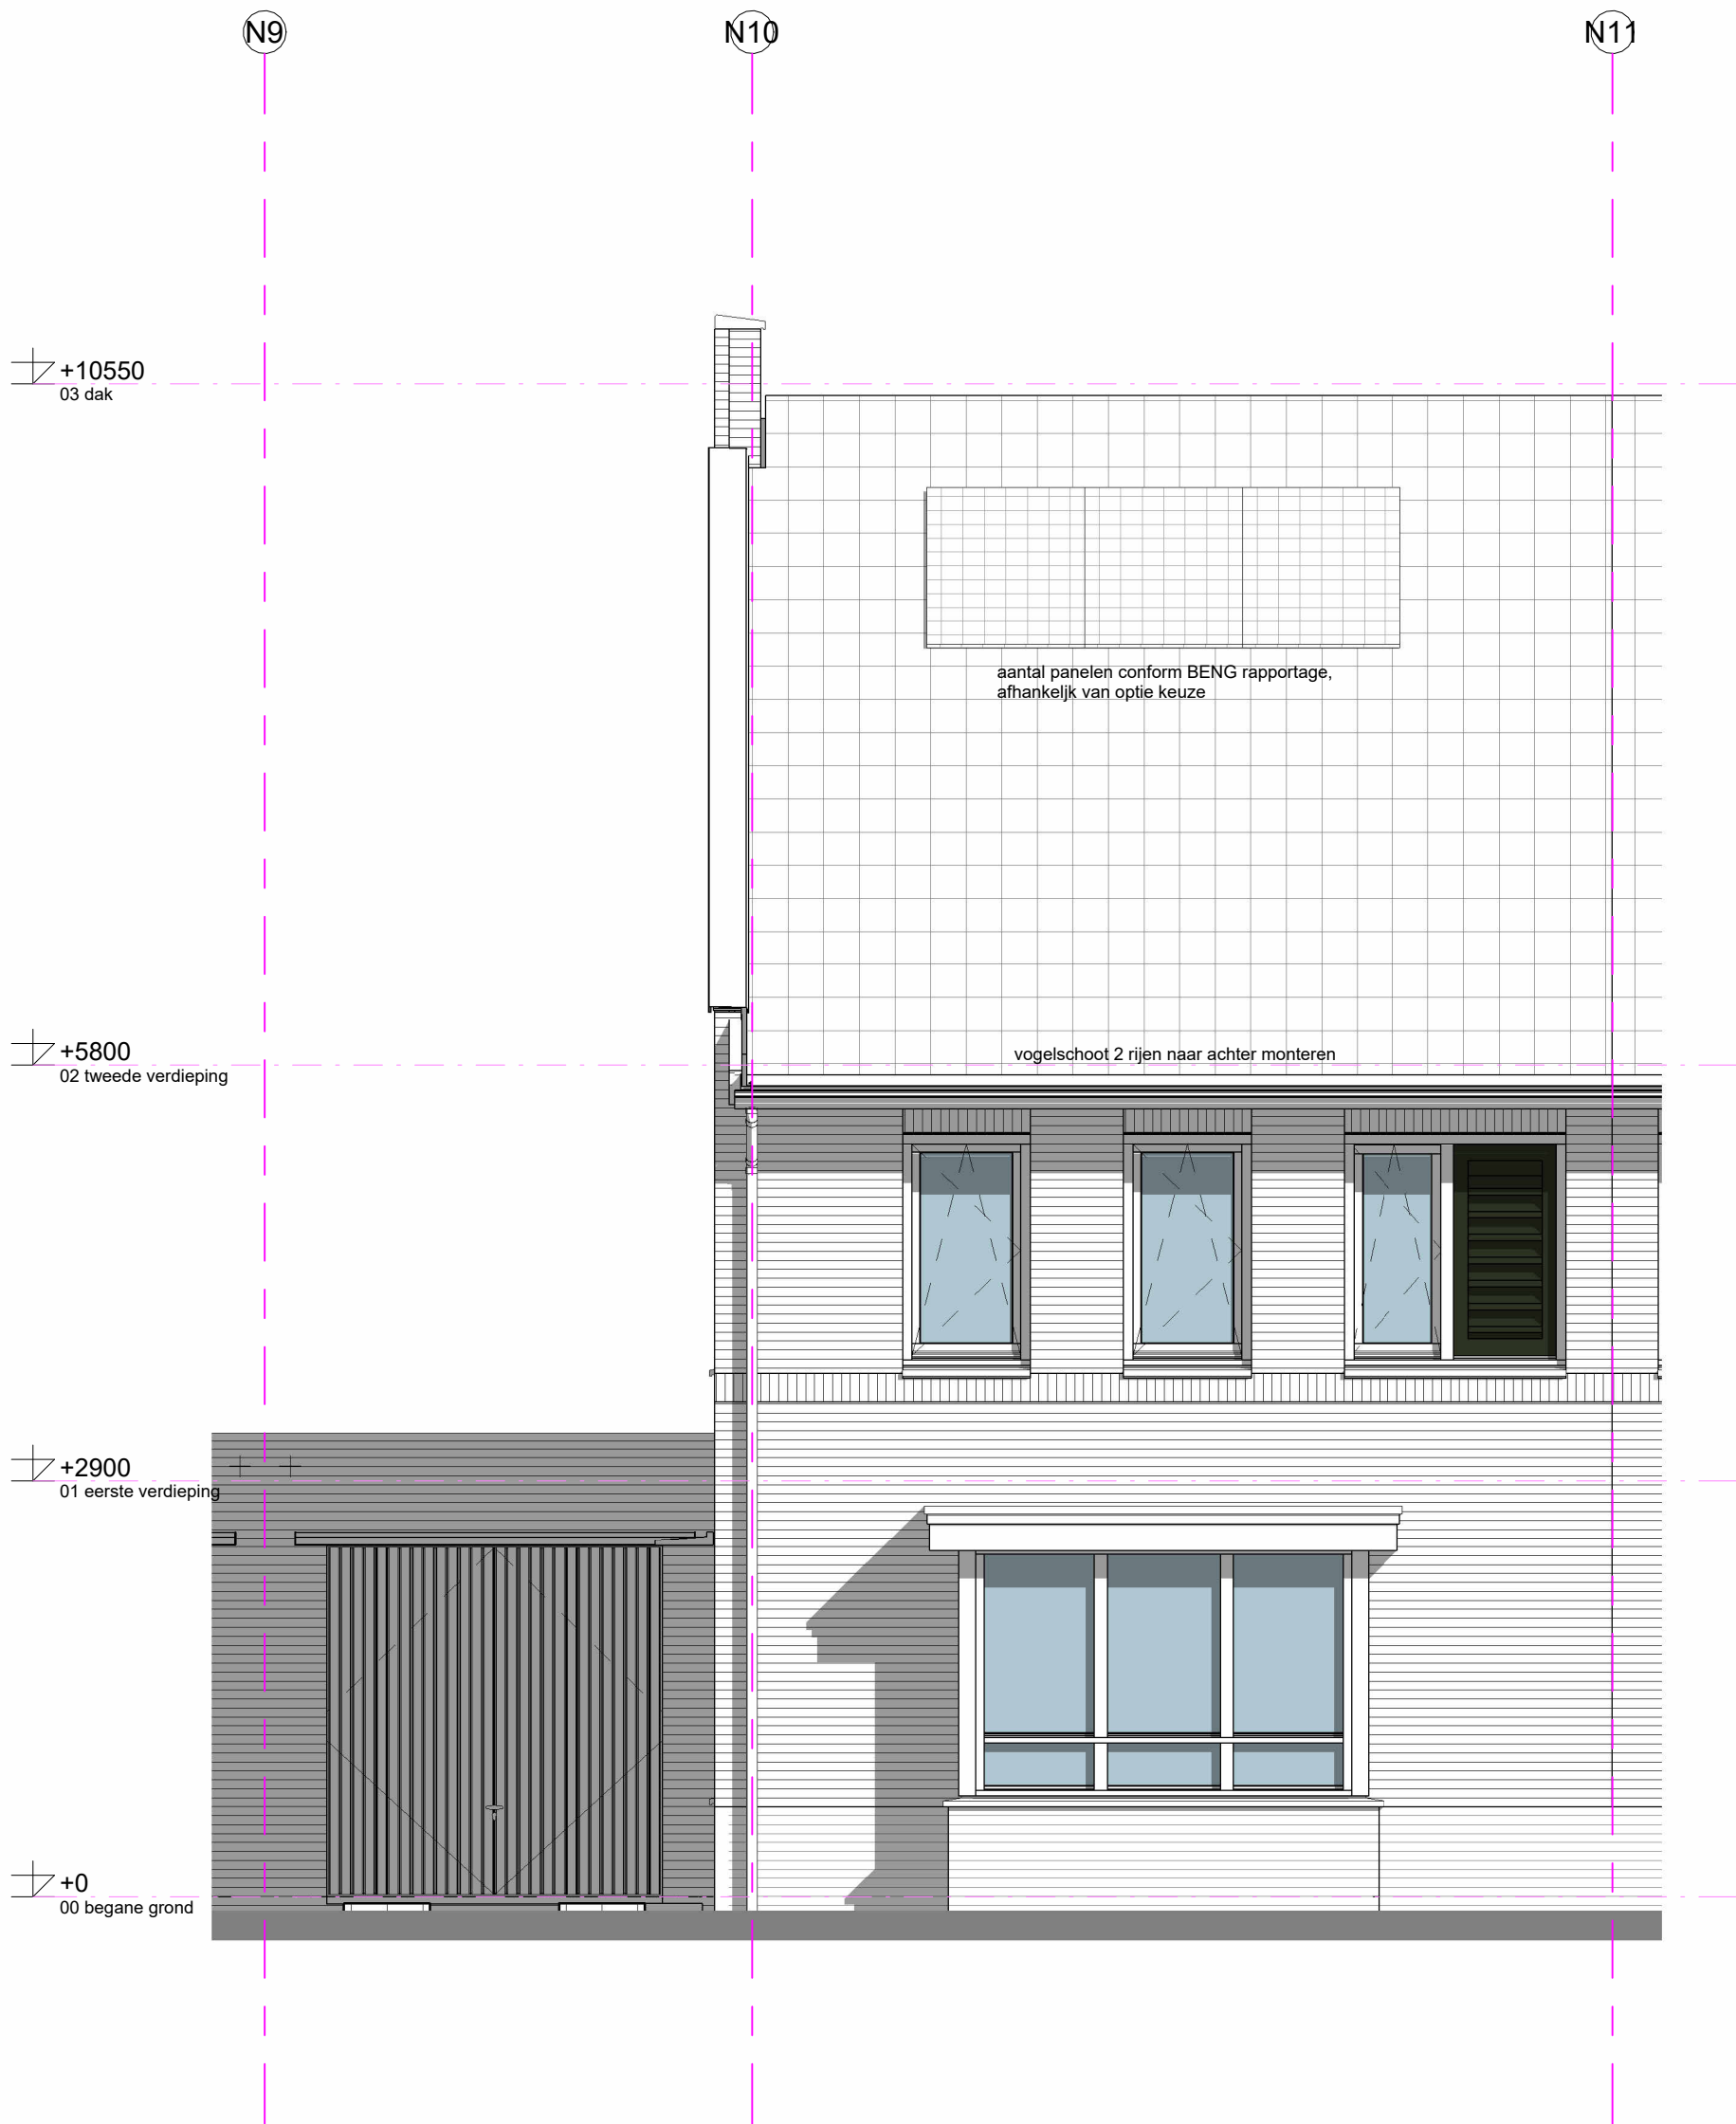 N9
N10
N11
+10550
03 dak
aantal panelen conform BENG rapportage,
afhankeljk van optie keuze
+5800
02 tweede verdieping
vogelschoot 2 rijen naar achter monteren
+2900
01 eerste verdieping
+0
00 begane grond